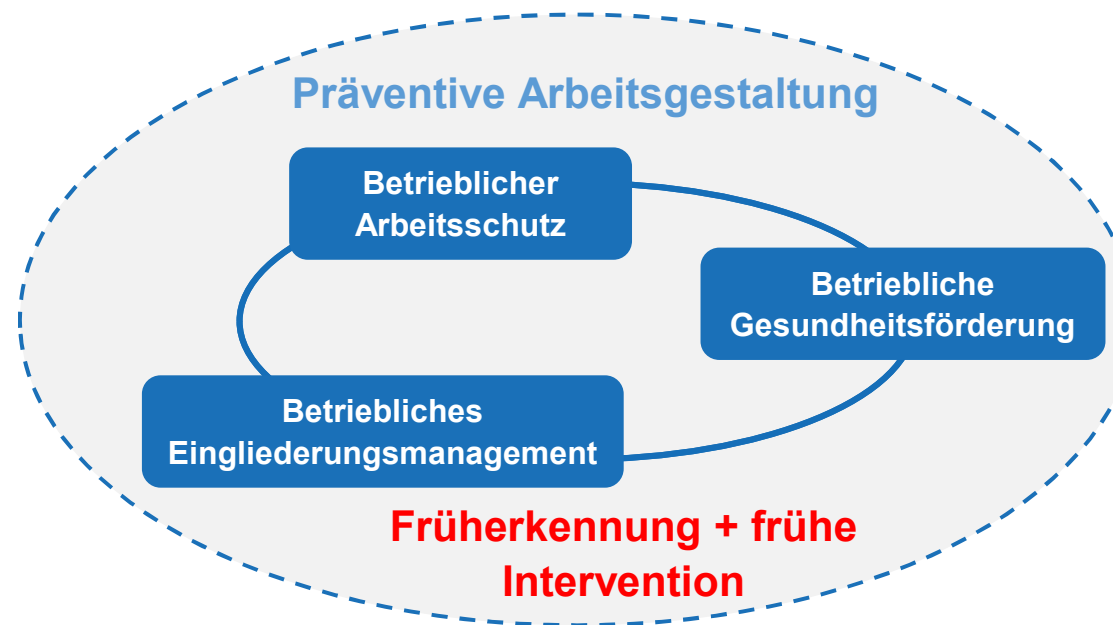 Präventive Arbeitsgestaltung
Betrieblicher
Arbeitsschutz
Betriebliche
Gesundheitsförderung
Betriebliches
Eingliederungsmanagement
Früherkennung + frühe
Intervention